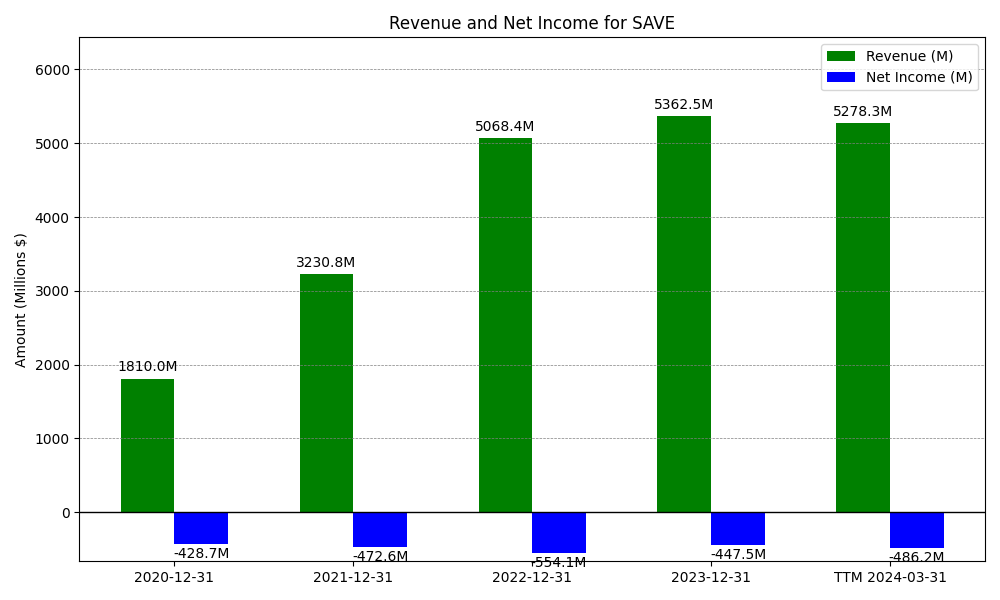 Revenue and Net Income for SAVE
Revenue (M)
Net Income (M)
Amount (Millions $)
6000
5000
4000
3000
2000
1000
0
1810.0M
3230.8M
5068.4M
5362.5M
5278.3M
-428.7M
-472.6M
-554.1M
-447.5M
-486.2M
2020-12-31
2021-12-31
2022-12-31
2023-12-31
TTM 2024-03-31